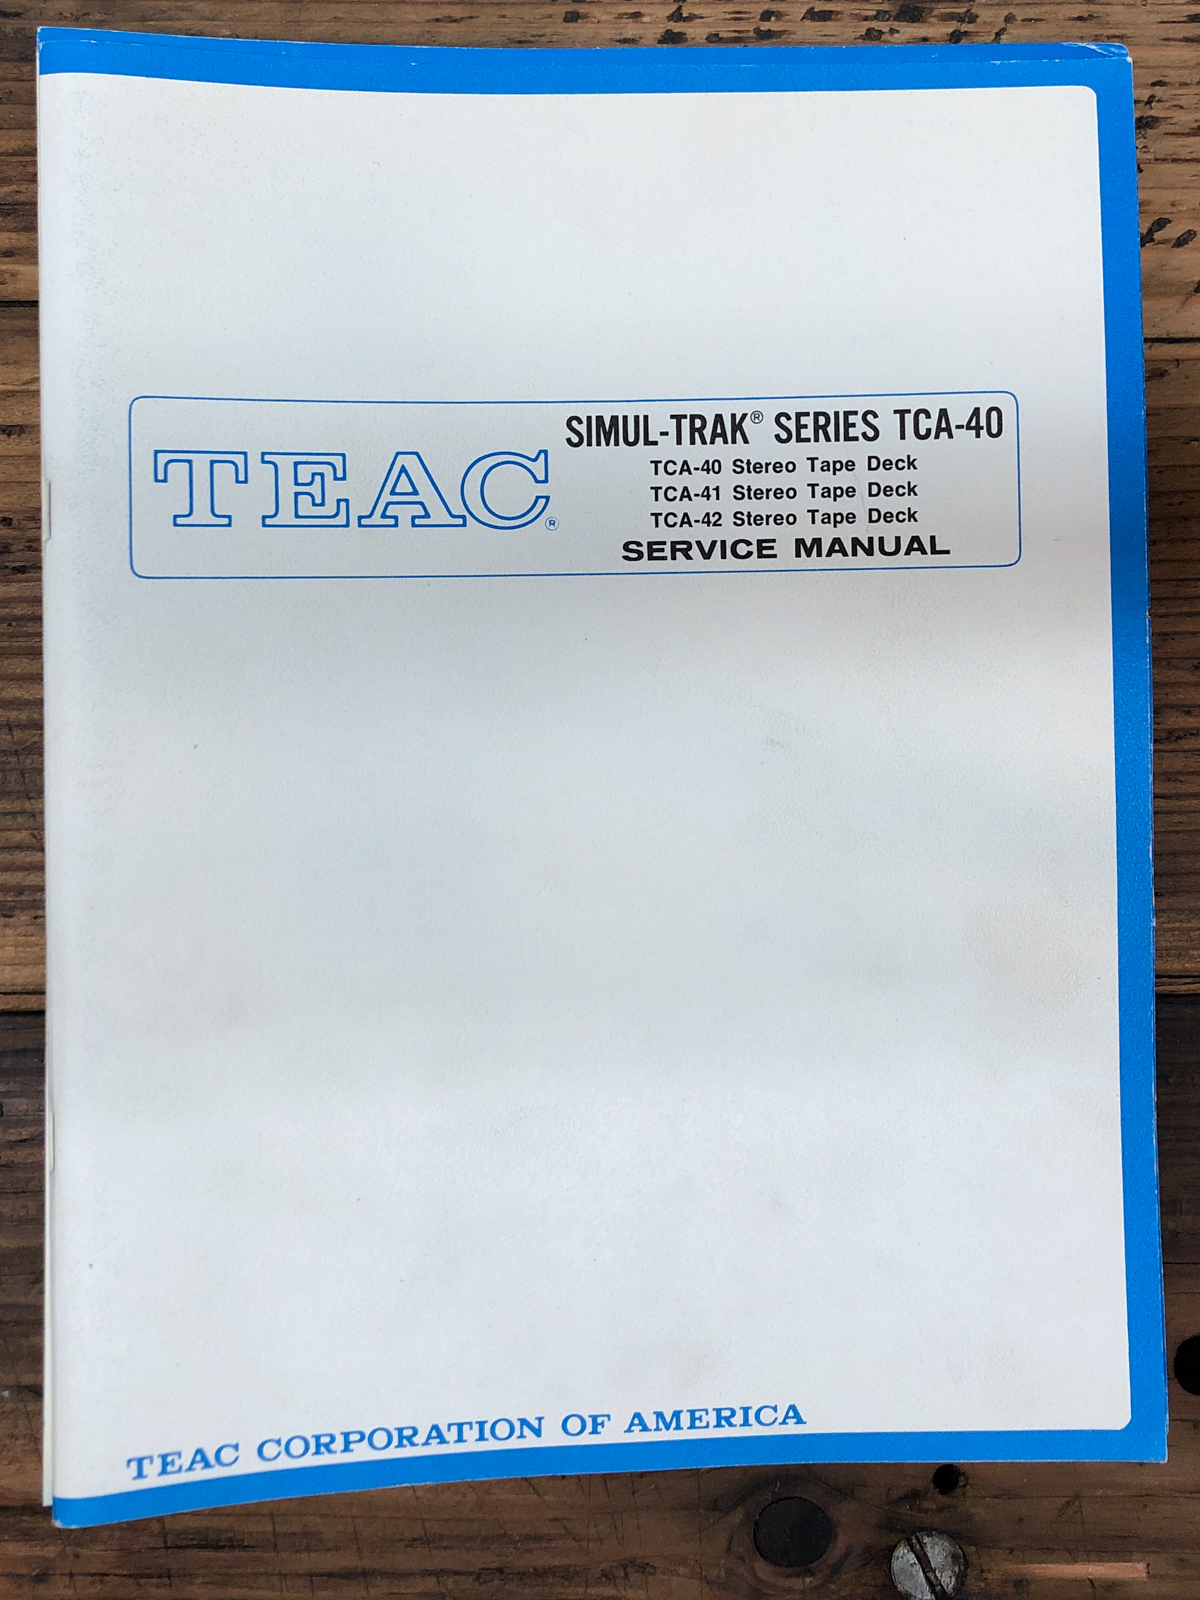 TEAC®
SIMUL-TRAK® SERIES TCA-40
TCA-40 Stereo Tape Deck
TCA-41 Stereo Tape Deck
TCA-42 Stereo Tape Deck
SERVICE MANUAL
TEAC CORPORATION OF AMERICA